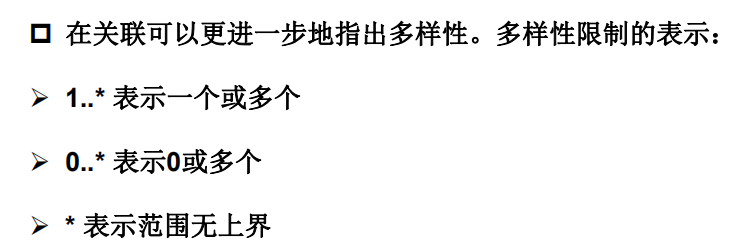 在关联可以更进一步地指出多样性。多样性限制的表示：
1..* 表示一个或多个
0..* 表示0或多个
* 表示范围无上界